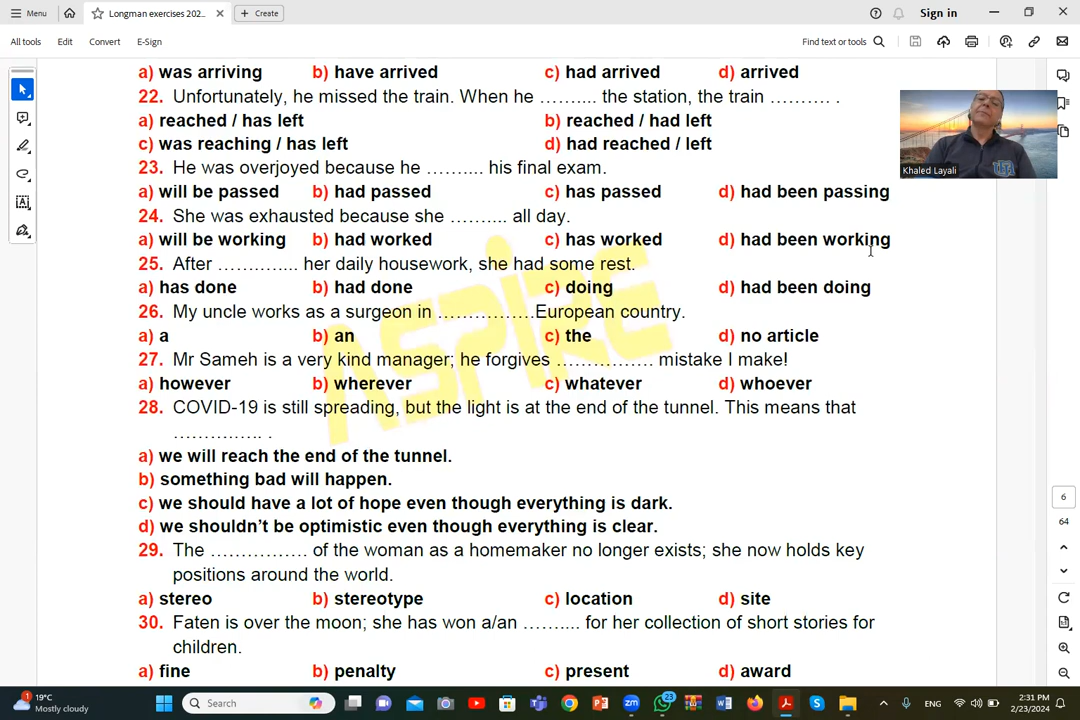 Menu Longman exercises 202... Create Sign in
All tools Edit Convert E-Sign Find text or tools
a) was arriving b) have arrived c) had arrived d) arrived
22. Unfortunately, he missed the train. When he ……... the station, the train ………. .
a) reached / has left b) reached / had left
c) was reaching / has left d) had reached / left
23. He was overjoyed because he ……... his final exam.
a) will be passed b) had passed c) has passed d) had been passing
24. She was exhausted because she ……... all day.
a) will be working b) had worked c) has worked d) had been working
25. After ………….. her daily housework, she had some rest.
a) has done b) had done c) doing d) had been doing
26. My uncle works as a surgeon in …………….European country.
a) a b) an c) the d) no article
27. Mr Sameh is a very kind manager; he forgives ……………. mistake I make!
a) however b) wherever c) whatever d) whoever
28. COVID-19 is still spreading, but the light is at the end of the tunnel. This means that
…………… .
a) we will reach the end of the tunnel.
b) something bad will happen.
c) we should have a lot of hope even though everything is dark.
d) we shouldn't be optimistic even though everything is clear.
29. The ……………. of the woman as a homemaker no longer exists; she now holds key
positions around the world.
a) stereo b) stereotype c) location d) site
30. Faten is over the moon; she has won a/an ……... for her collection of short stories for
children.
a) fine b) penalty c) present d) award
ASPIRE
Khaled Layali
6
64
19°C
Mostly cloudy
Search
23
ENG
2:31 PM
2/23/2024